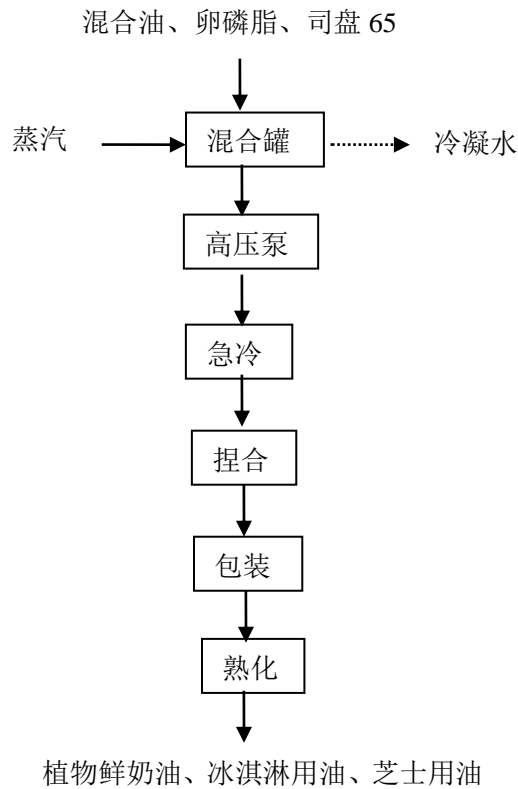 混合油、卵磷脂、司盘 65
蒸汽
混合罐
冷凝水
高压泵
急冷
捏合
包装
熟化
植物鲜奶油、冰淇淋用油、芝士用油